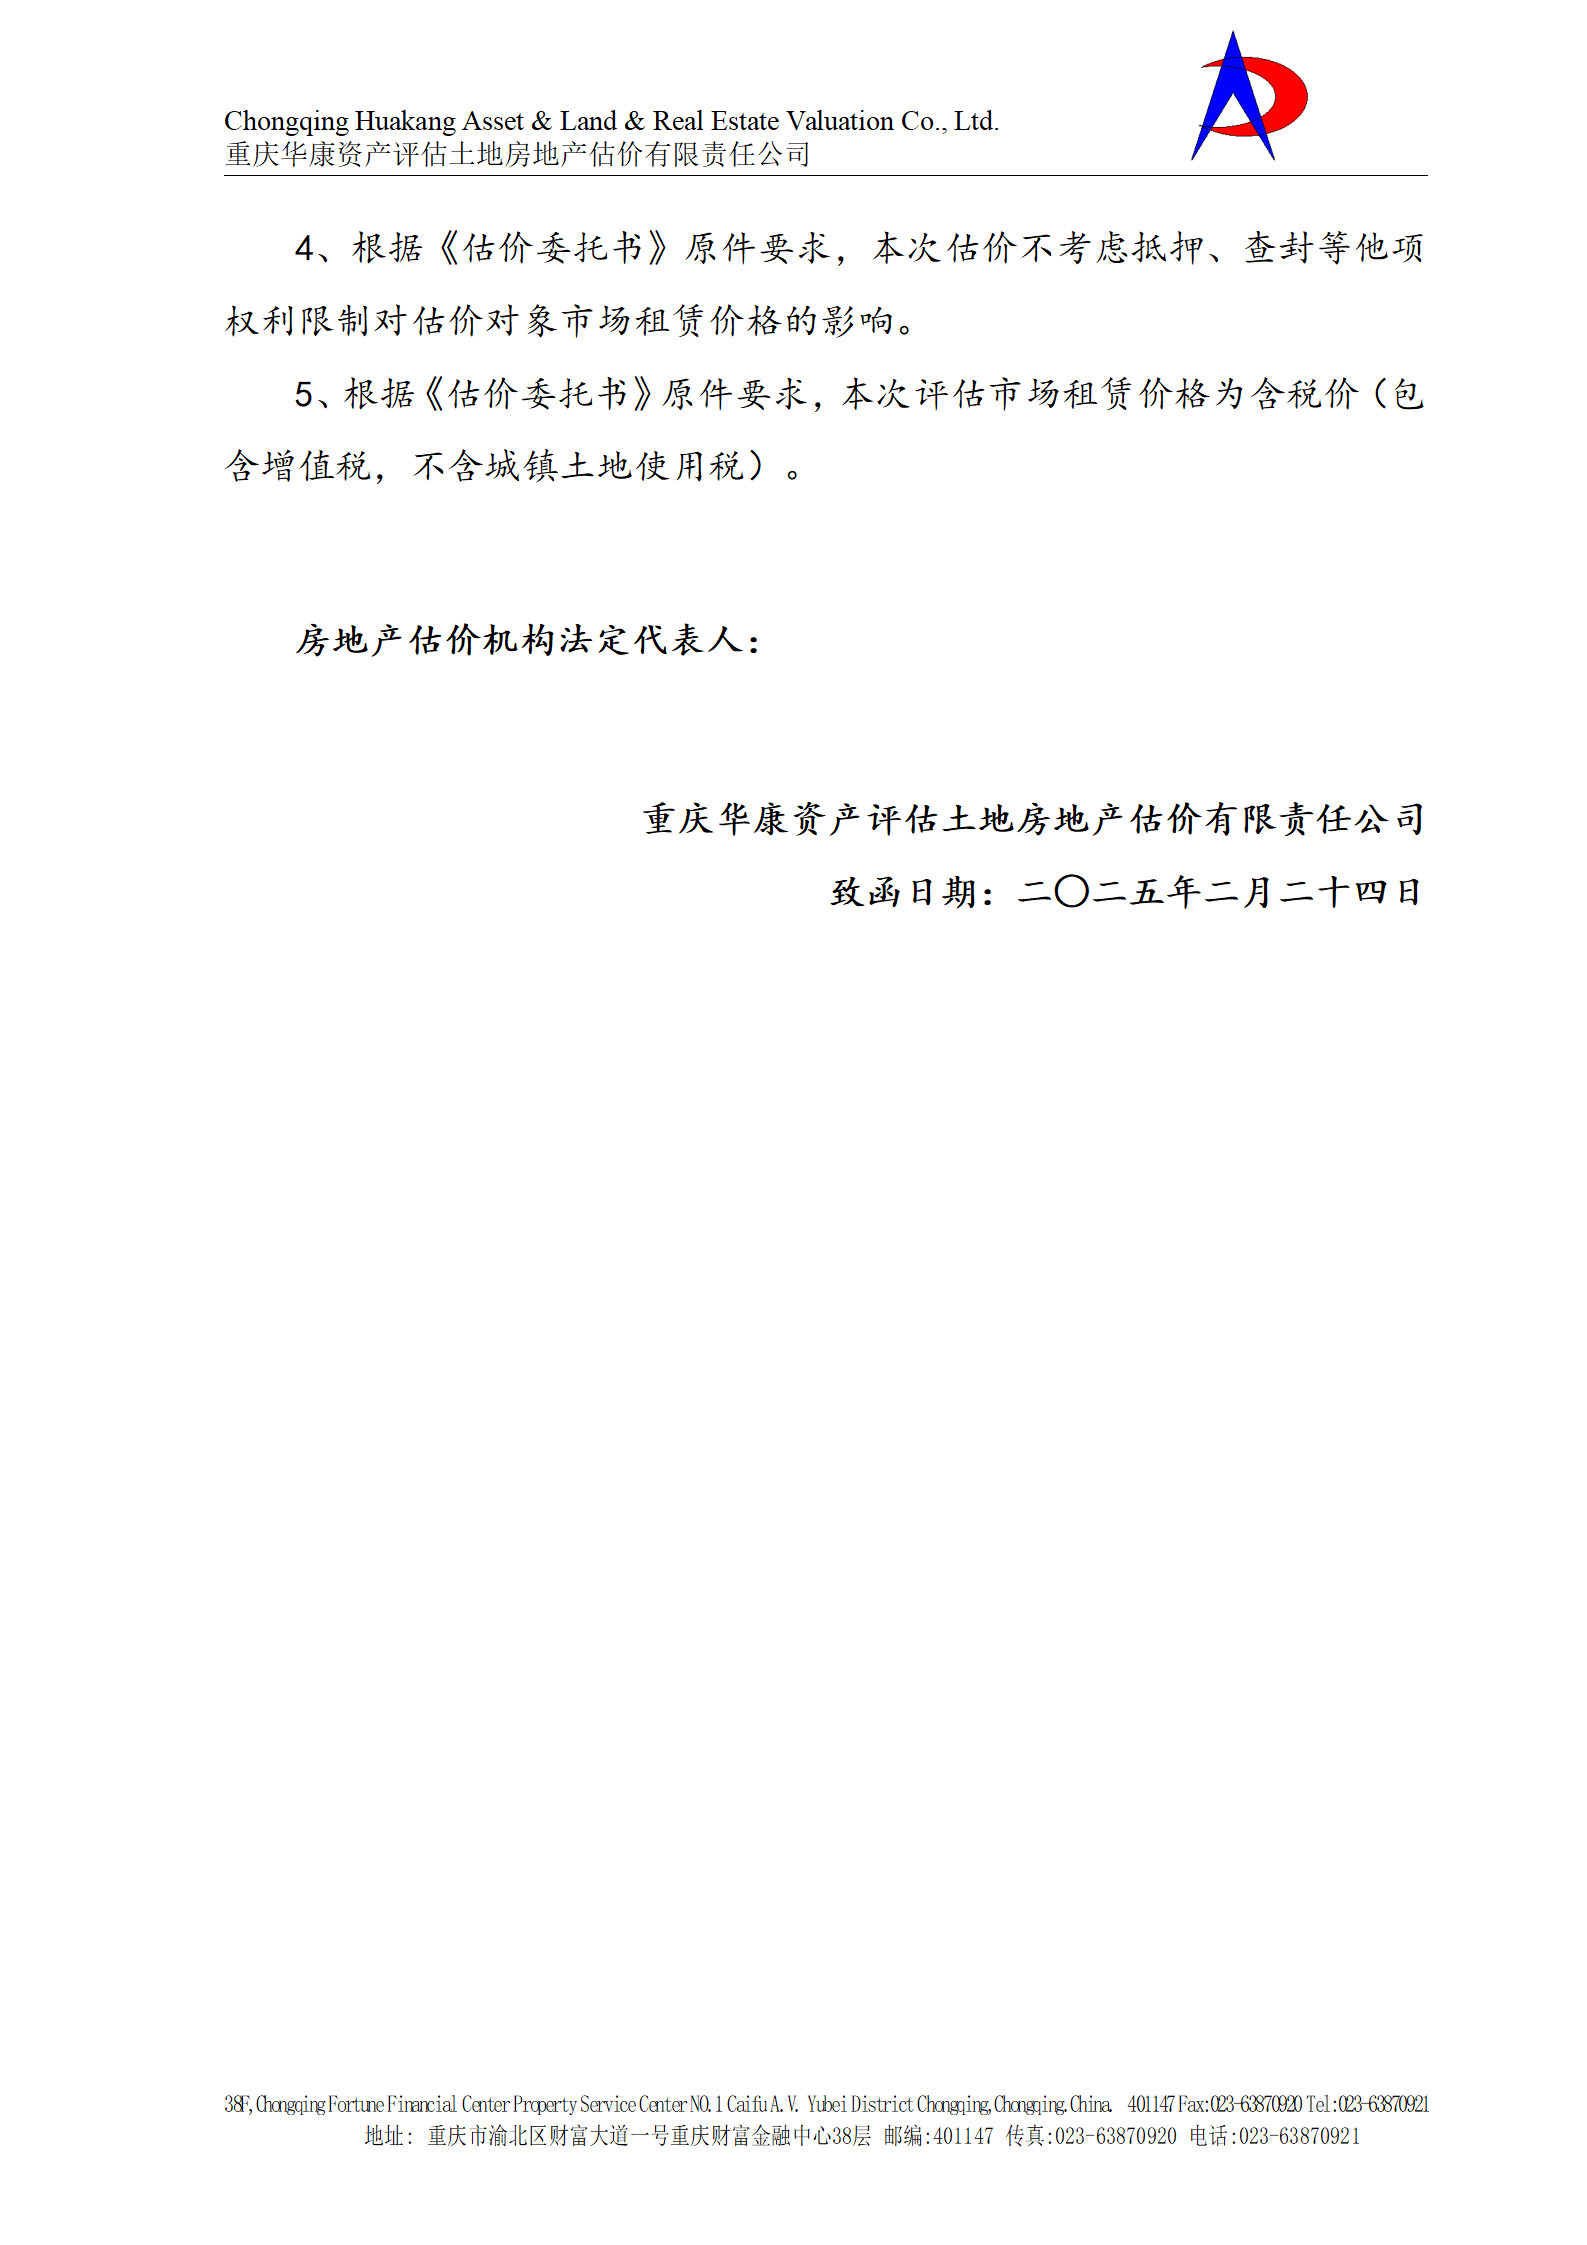 Chongqing Huakang Asset & Land & Real Estate Valuation Co., Ltd.
重庆华康资产评估土地房地产估价有限责任公司
4、根据《估价委托书》原件要求，本次估价不考虑抵押、查封等他项
权利限制对估价对象市场租赁价格的影响。
5、根据《估价委托书》原件要求，本次评估市场租赁价格为含税价（包
含增值税，不含城镇土地使用税）。
房地产估价机构法定代表人：
重庆华康资产评估土地房地产估价有限责任公司
致函日期：二〇二五年二月二十四日
38F,Chongqing Fortune Financial Center Property Service Center NO.1 Caifu A.V. Yubei District Chongqing,Chongqing.China. 401147 Fax:023-63870920 Tel:023-63870921
地址: 重庆市渝北区财富大道一号重庆财富金融中心38层 邮编:401147 传真:023-63870920 电话:023-63870921